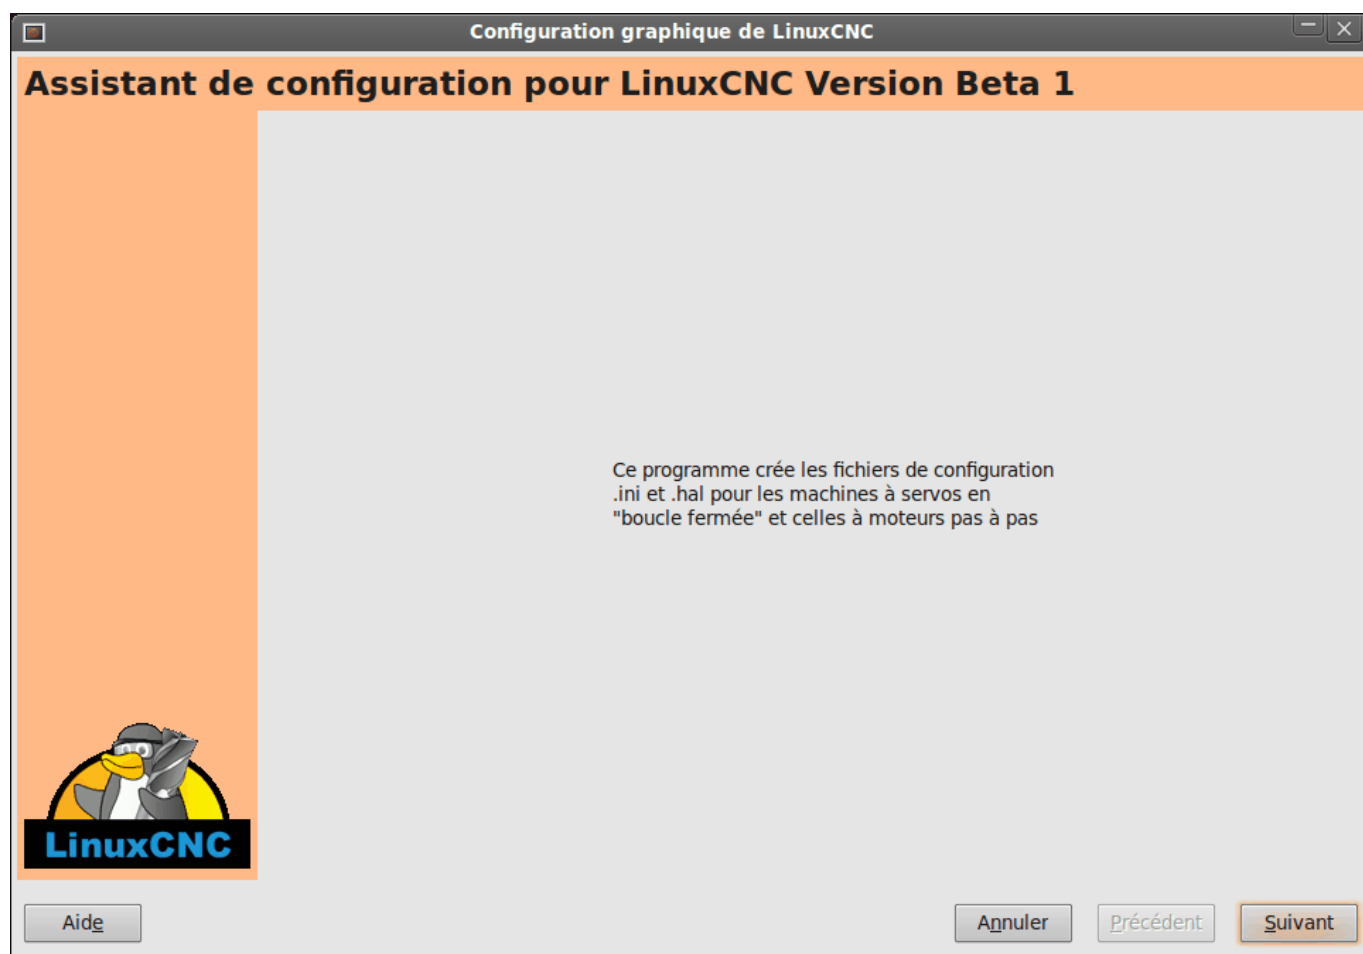 Configuration graphique de LinuxCNC
Assistant de configuration pour LinuxCNC Version Beta 1
Ce programme crée les fichiers de configuration
.ini et .hal pour les machines à servos en
"boucle fermée" et celles à moteurs pas à pas
LinuxCNC
Aide
Annuler
Précédent
Suivant